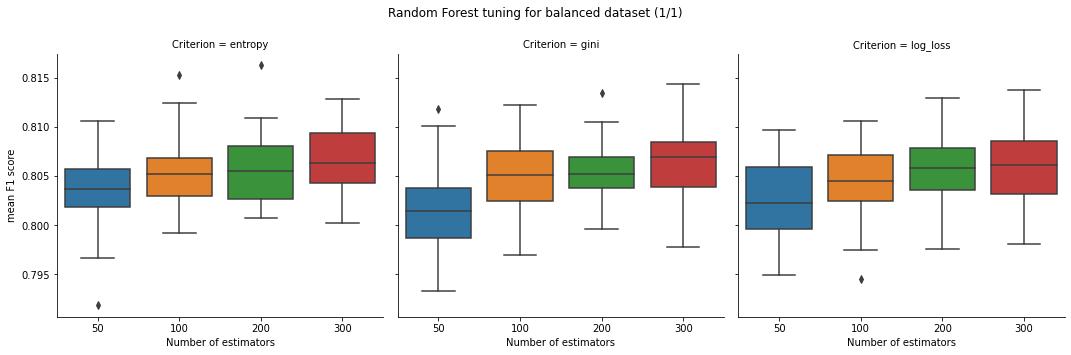 Random Forest tuning for balanced dataset (1/1)
Criterion = entropy
Criterion = gini
Criterion = log_loss
mean F1 score
0.815
0.810
0.805
0.800
0.795
50 100 200 300
50 100 200 300
50 100 200 300
Number of estimators
Number of estimators
Number of estimators